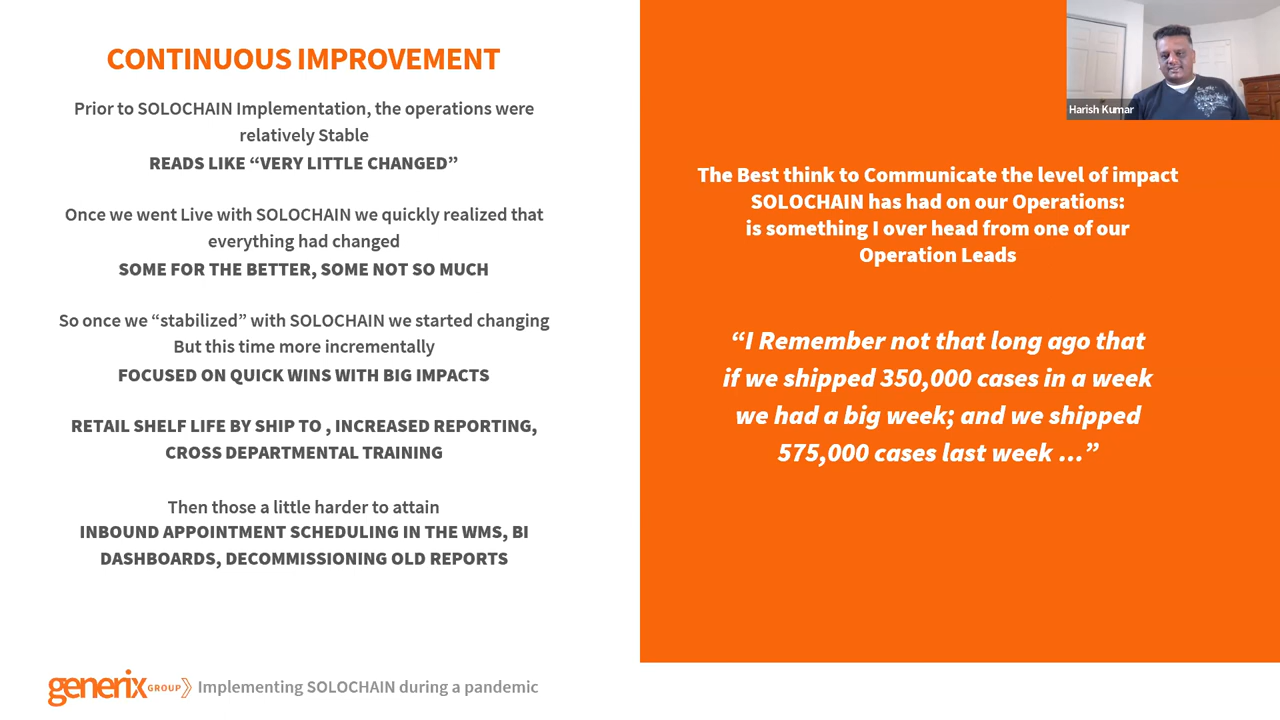 CONTINUOUS IMPROVEMENT
Prior to SOLOCHAIN Implementation, the operations were
relatively Stable
READS LIKE “VERY LITTLE CHANGED”
Once we went Live with SOLOCHAIN we quickly realized that
everything had changed
SOME FOR THE BETTER, SOME NOT SO MUCH
So once we “stabilized” with SOLOCHAIN we started changing
But this time more incrementally
FOCUSED ON QUICK WINS WITH BIG IMPACTS
RETAIL SHELF LIFE BY SHIP TO , INCREASED REPORTING,
CROSS DEPARTMENTAL TRAINING
Then those a little harder to attain
INBOUND APPOINTMENT SCHEDULING IN THE WMS, BI
DASHBOARDS, DECOMMISSIONING OLD REPORTS
Harish Kumar
The Best think to Communicate the level of impact
SOLOCHAIN has had on our Operations:
is something I over head from one of our
Operation Leads
“I Remember not that long ago that
if we shipped 350,000 cases in a week
we had a big week; and we shipped
575,000 cases last week ...”
generix GROUP Implementing SOLOCHAIN during a pandemic